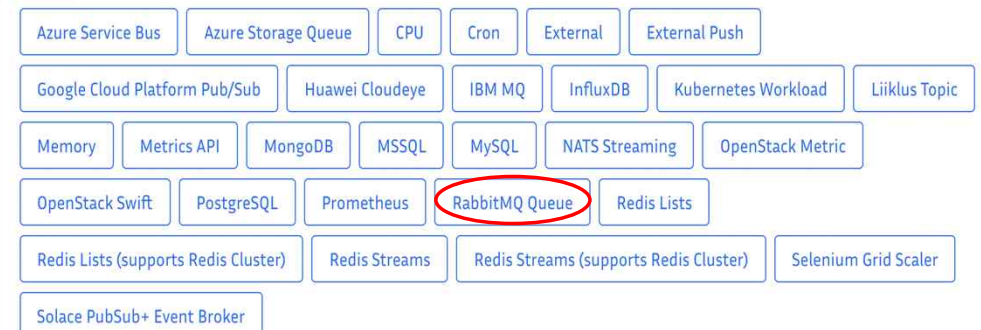 Azure Service Bus Azure Storage Queue CPU Cron External External Push
Google Cloud Platform Pub/Sub Huawei Cloudeye IBM MQ InfluxDB Kubernetes Workload Liiklus Topic
Memory Metrics API MongoDB MSSQL MySQL NATS Streaming OpenStack Metric
OpenStack Swift PostgreSQL Prometheus RabbitMQ Queue Redis Lists
Redis Lists (supports Redis Cluster) Redis Streams Redis Streams (supports Redis Cluster) Selenium Grid Scaler
Solace PubSub+ Event Broker